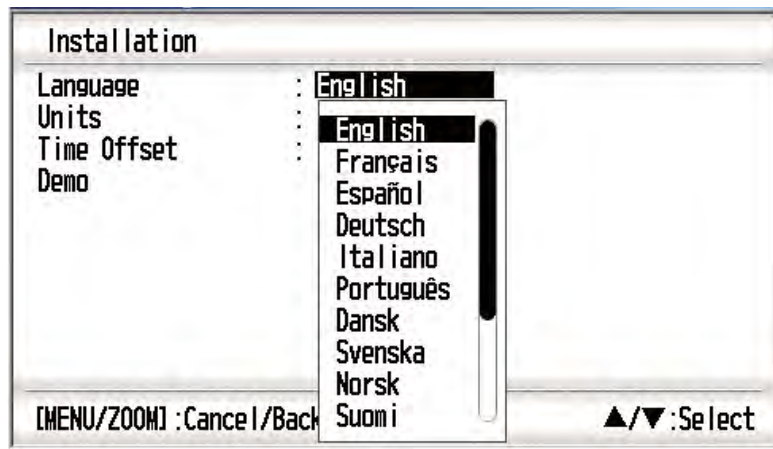 Installation
Language : English
Units :
Time Offset :
Demo
English
Français
Español
Deutsch
Italiano
Português
Dansk
Svenska
Norsk
Suomi
[MENU/ZOOM] :Cancel/Back
▲/▼ :Select